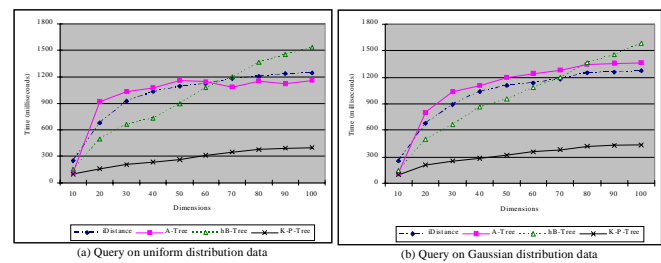 1800
1500
1200
900
600
300
0
Time (milliseconds)
10 20 30 40 50 60 70 80 90 100
Dimensions
iDistance A-Tree hB-Tree K-P-Tree
(a) Query on uniform distribution data
1800
1500
1200
900
600
300
0
Time (milliseconds)
10 20 30 40 50 60 70 80 90 100
Dimensions
iDistance A-Tree hB-Tree K-P-Tree
(b) Query on Gaussian distribution data